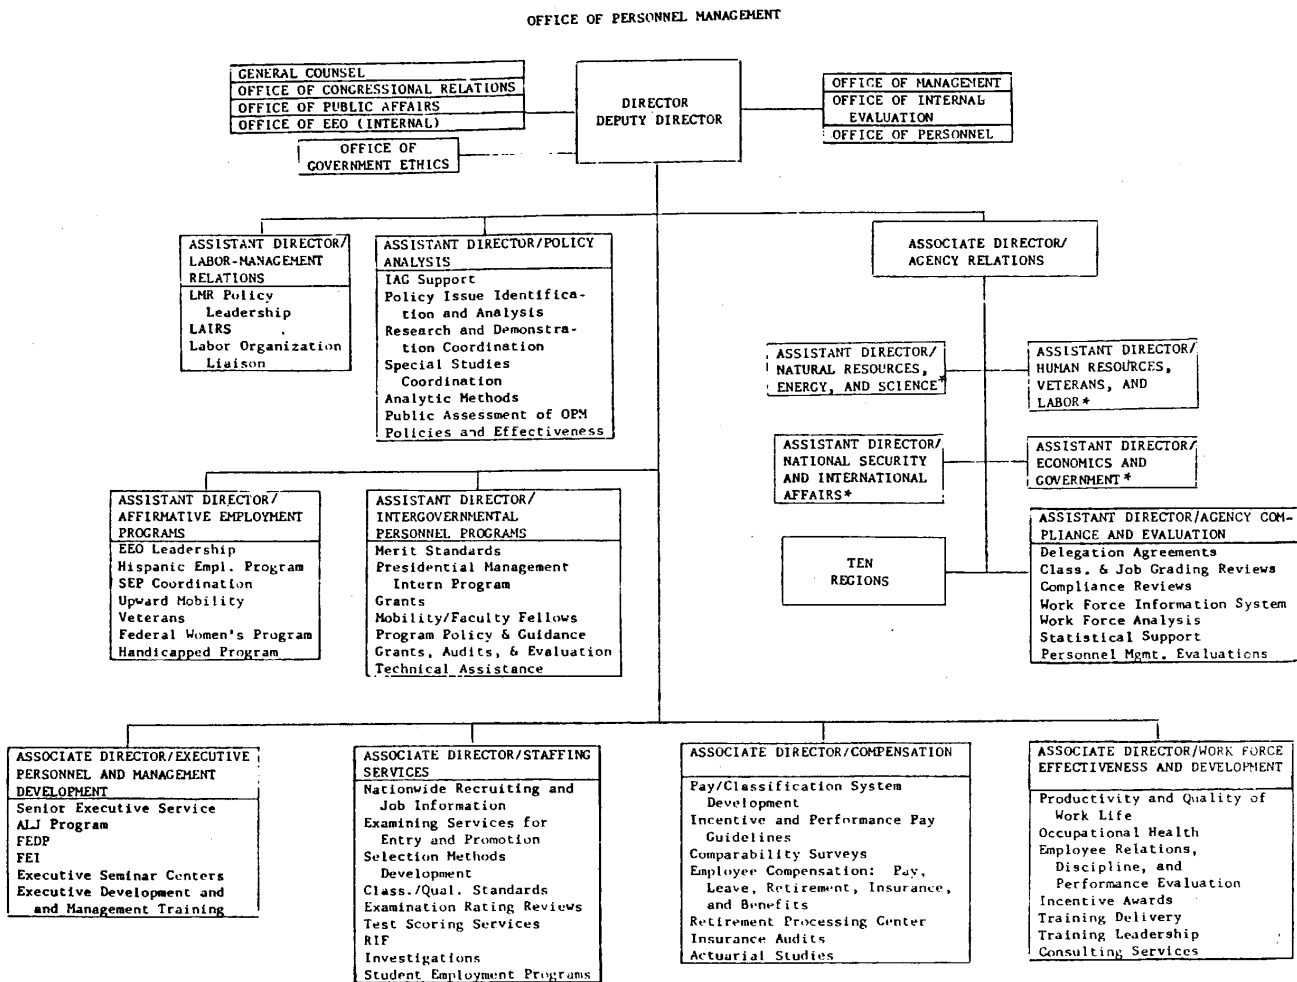 OFFICE OF PERSONNEL MANAGEMENT
GENERAL COUNSEL
OFFICE OF CONGRESSIONAL RELATIONS
OFFICE OF PUBLIC AFFAIRS
OFFICE OF EEO (INTERNAL)
OFFICE OF
GOVERNMENT ETHICS
DIRECTOR
DEPUTY DIRECTOR
OFFICE OF MANAGEMENT
OFFICE OF INTERNAL
EVALUATION
OFFICE OF PERSONNEL
ASSISTANT DIRECTOR/
LABOR-MANAGEMENT
RELATIONS
LMR Policy
Leadership
LAIRS
Labor Organization
Liaison
ASSISTANT DIRECTOR/POLICY
ANALYSIS
IAG Support
Policy Issue Identifica-
tion and Analysis
Research and Demonstra-
tion Coordination
Special Studies
Coordination
Analytic Methods
Public Assessment of OPM
Policies and Effectiveness
ASSOCIATE DIRECTOR/
AGENCY RELATIONS
ASSISTANT DIRECTOR/
NATURAL RESOURCES,
ENERGY, AND SCIENCE*
ASSISTANT DIRECTOR/
HUMAN RESOURCES,
VETERANS, AND
LABOR*
ASSISTANT DIRECTOR/
NATIONAL SECURITY
AND INTERNATIONAL
AFFAIRS*
ASSISTANT DIRECTOR/
ECONOMICS AND
GOVERNMENT*
ASSISTANT DIRECTOR/
AFFIRMATIVE EMPLOYMENT
PROGRAMS
EEO Leadership
Hispanic Empl. Program
SEP Coordination
Upward Mobility
Veterans
Federal Women's Program
Handicapped Program
ASSISTANT DIRECTOR/
INTERGOVERNMENTAL
PERSONNEL PROGRAMS
Merit Standards
Presidential Management
Intern Program
Grants
Mobility/Faculty Fellows
Program Policy & Guidance
Grants, Audits, & Evaluation
Technical Assistance
TEN
REGIONS
ASSISTANT DIRECTOR/AGENCY COM-
PLIANCE AND EVALUATION
Delegation Agreements
Class. & Job Grading Reviews
Compliance Reviews
Work Force Information System
Work Force Analysis
Statistical Support
Personnel Mgmt. Evaluations
ASSOCIATE DIRECTOR/EXECUTIVE
PERSONNEL AND MANAGEMENT
DEVELOPMENT
Senior Executive Service
ALJ Program
FEDP
FEI
Executive Seminar Centers
Executive Development and
and Management Training
ASSOCIATE DIRECTOR/STAFFING
SERVICES
Nationwide Recruiting and
Job Information
Examining Services for
Entry and Promotion
Selection Methods
Development
Class./Qual. Standards
Examination Rating Reviews
Test Scoring Services
RIF
Investigations
Student Employment Programs
ASSOCIATE DIRECTOR/COMPENSATION
Pay/Classification System
Development
Incentive and Performance Pay
Guidelines
Comparability Surveys
Employee Compensation: Pay,
Leave, Retirement, Insurance,
and Benefits
Retirement Processing Center
Insurance Audits
Actuarial Studies
ASSOCIATE DIRECTOR/WORK FORCE
EFFECTIVENESS AND DEVELOPMENT
Productivity and Quality of
Work Life
Occupational Health
Employee Relations,
Discipline, and
Performance Evaluation
Incentive Awards
Training Delivery
Training Leadership
Consulting Services